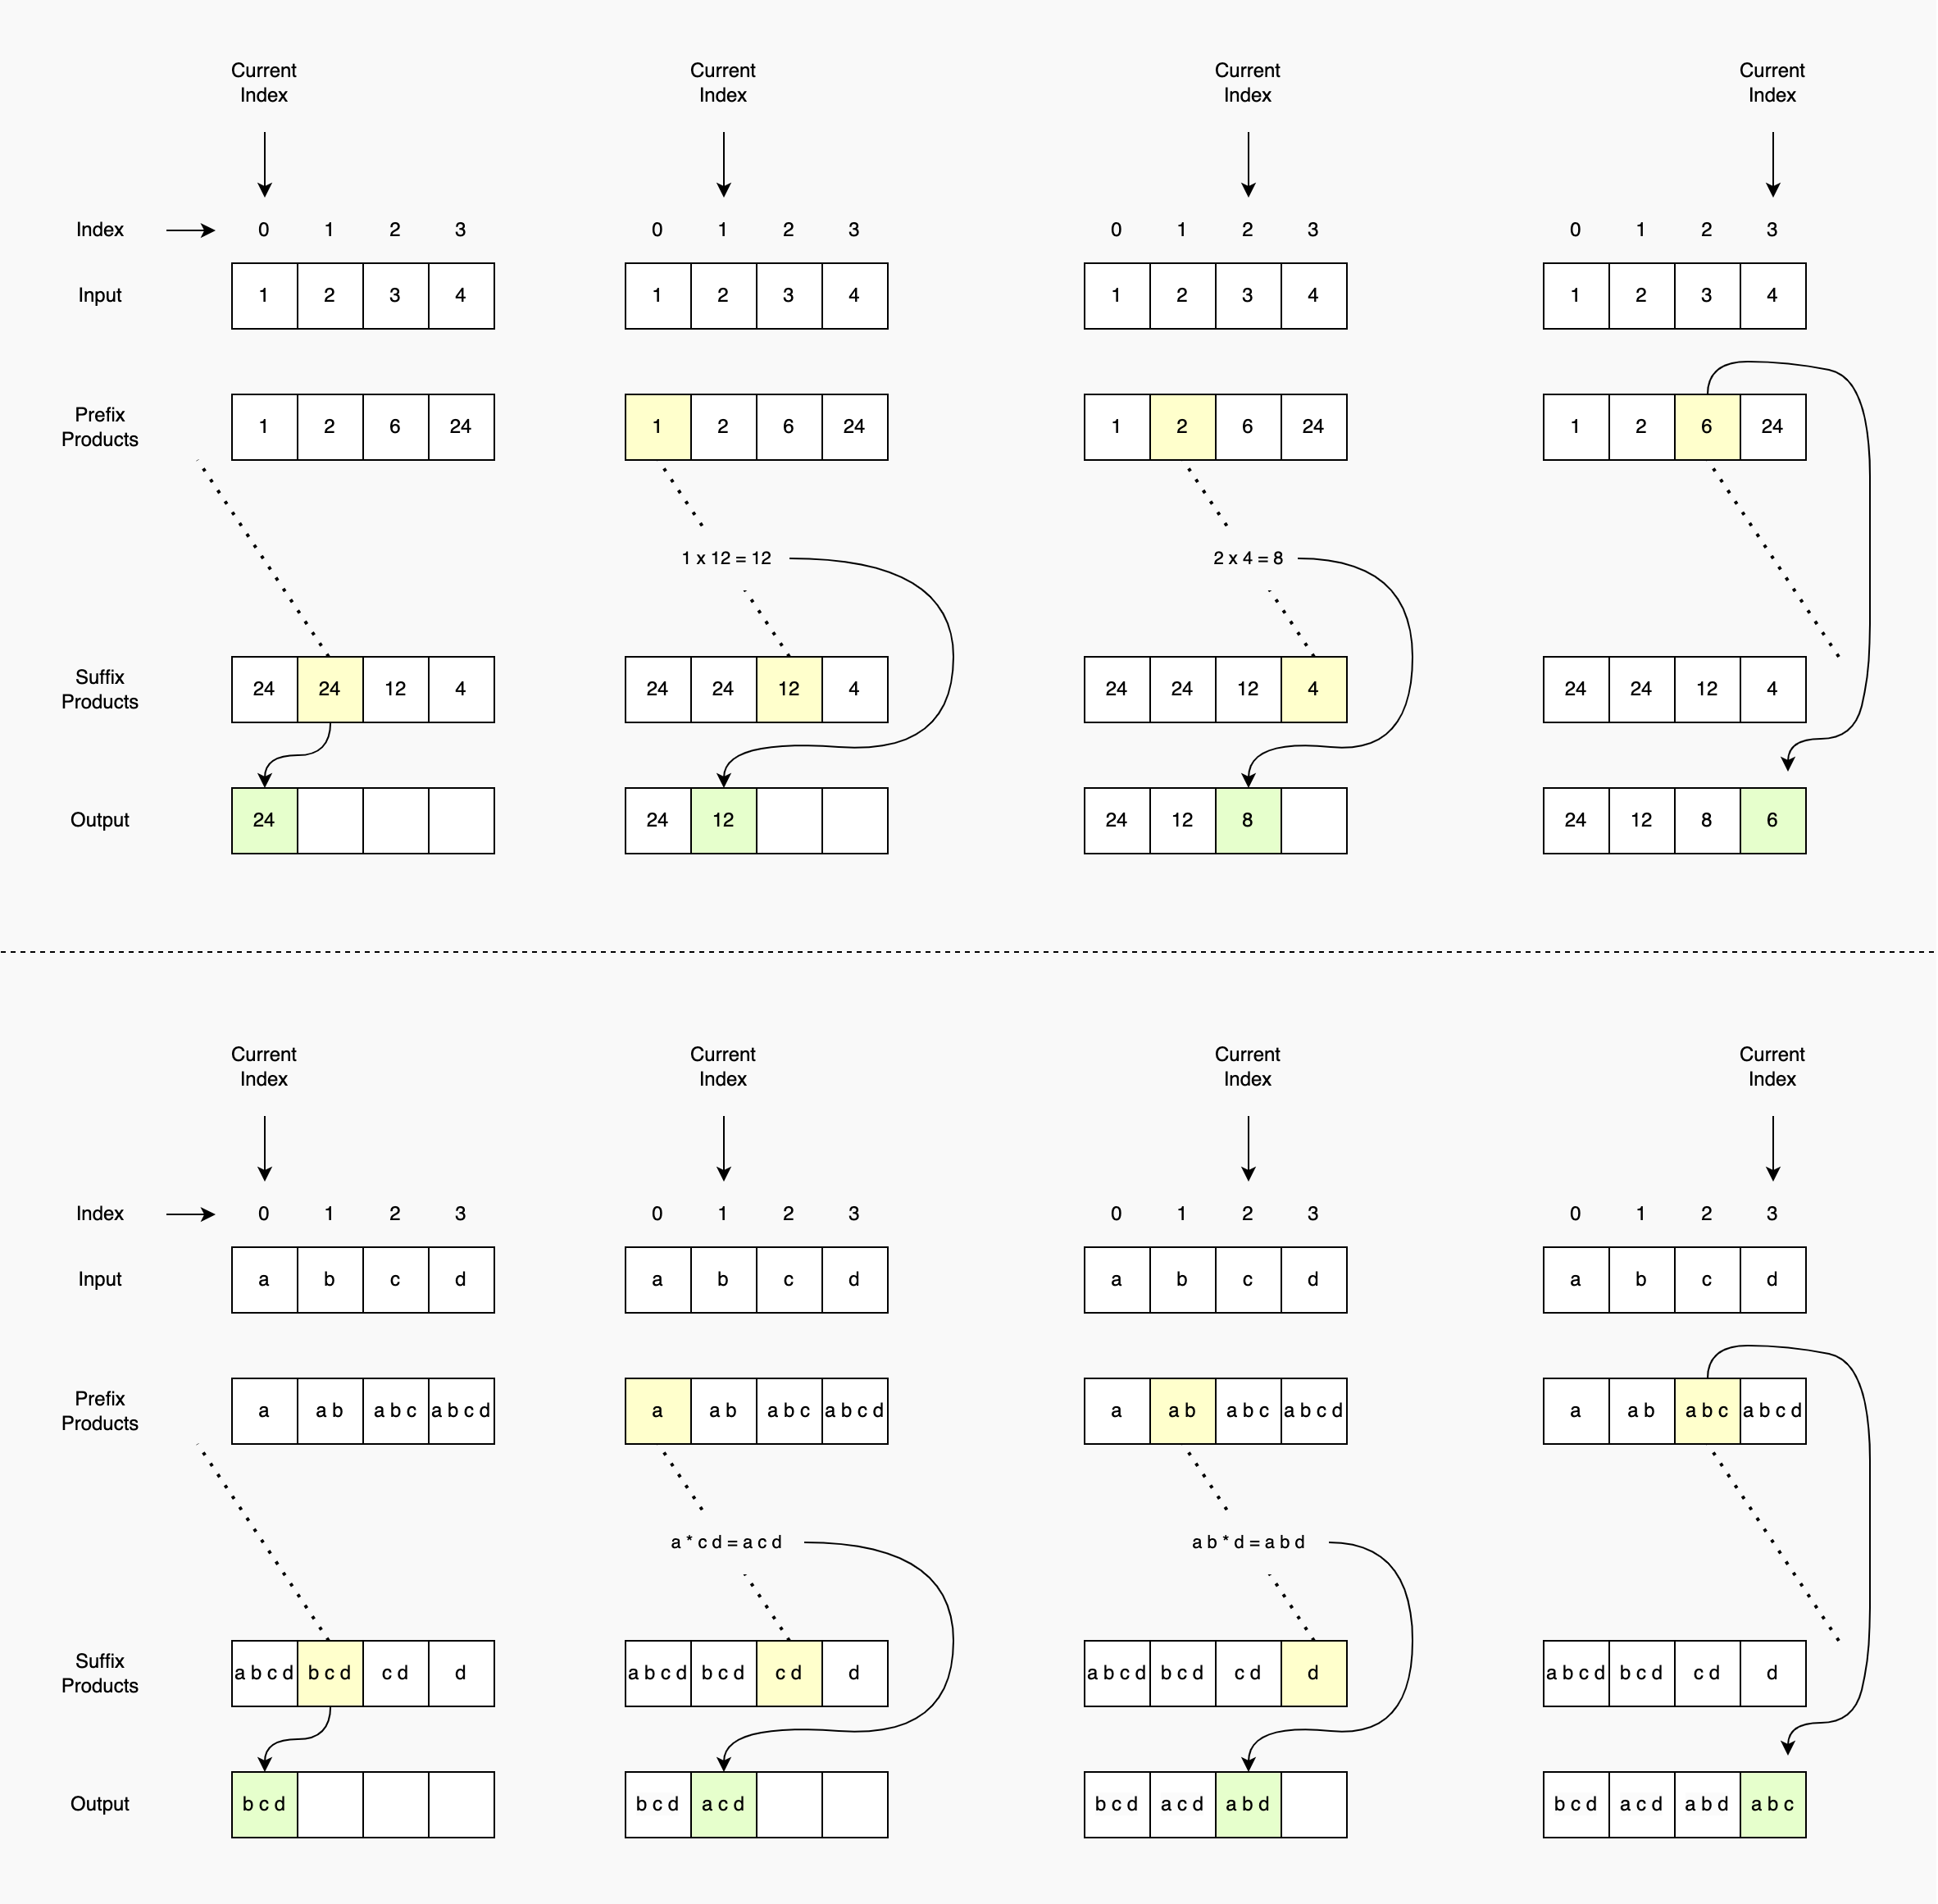 Current Current Current Current
Index Index Index Index
Index 0 1 2 3 0 1 2 3 0 1 2 3 0 1 2 3
Input 1 2 3 4 1 2 3 4 1 2 3 4 1 2 3 4
Prefix
Products 1 2 6 24 1 2 6 24 1 2 6 24 1 2 6 24
1 x 12 = 12 2 x 4 = 8
Suffix
Products 24 24 12 4 24 24 12 4 24 24 12 4 24 24 12 4
Output 24 24 12 24 12 8 24 12 8 6
Current Current Current Current
Index Index Index Index
Index 0 1 2 3 0 1 2 3 0 1 2 3 0 1 2 3
Input a b c d a b c d a b c d a b c d
Prefix
Products a a b a b c a b c d a a b a b c a b c d a a b a b c a b c d a a b a b c a b c d
a * c d = a c d a b * d = a b d
Suffix
Products a b c d b c d c d d a b c d b c d c d d a b c d b c d c d d a b c d b c d c d d
Output b c d b c d a c d b c d a c d a b d b c d a c d a b d a b c